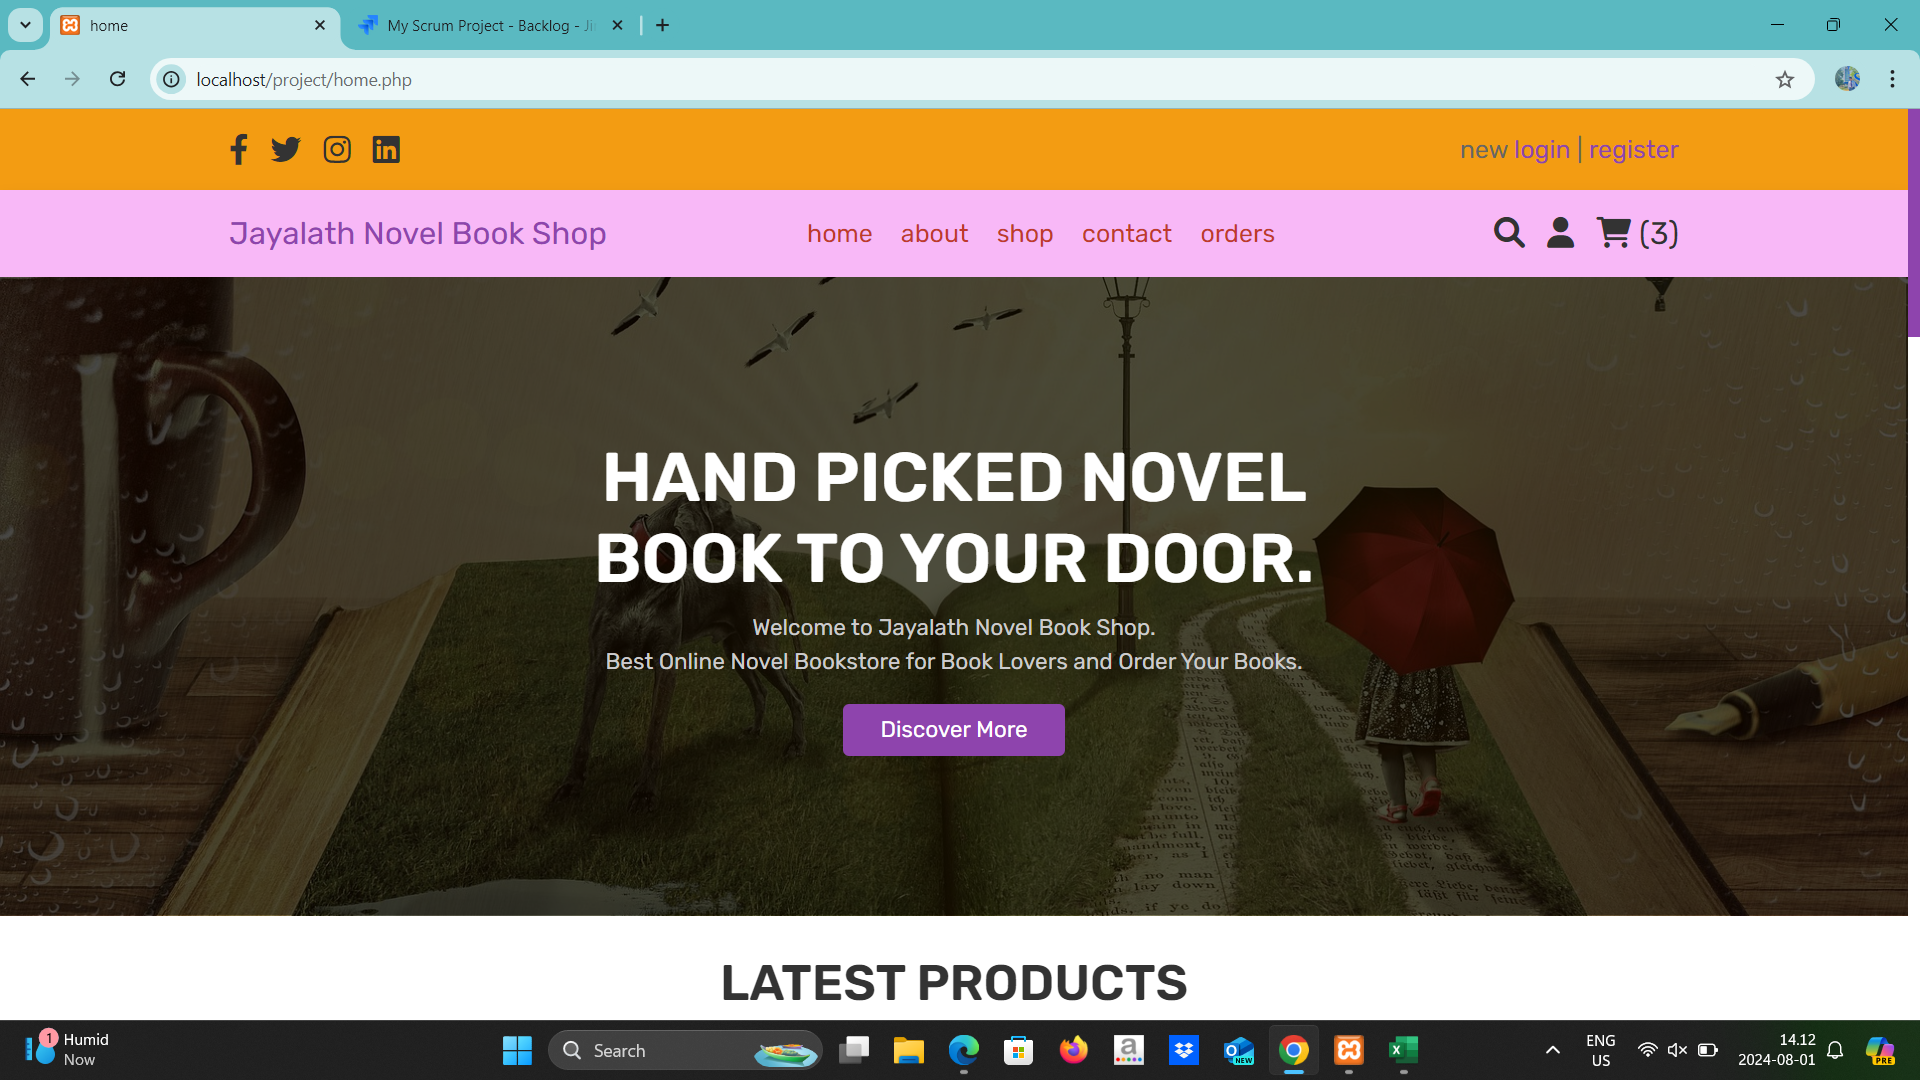 home
My Scrum Project - Backlog - Ji
localhost/project/home.php
new login | register
Jayalath Novel Book Shop
home about shop contact orders
(3)
HAND PICKED NOVEL
BOOK TO YOUR DOOR.
Welcome to Jayalath Novel Book Shop.
Best Online Novel Bookstore for Book Lovers and Order Your Books.
Discover More
LATEST PRODUCTS
1
Humid
Now
Search
NEW
ENG
US
14.12
2024-08-01
PRE